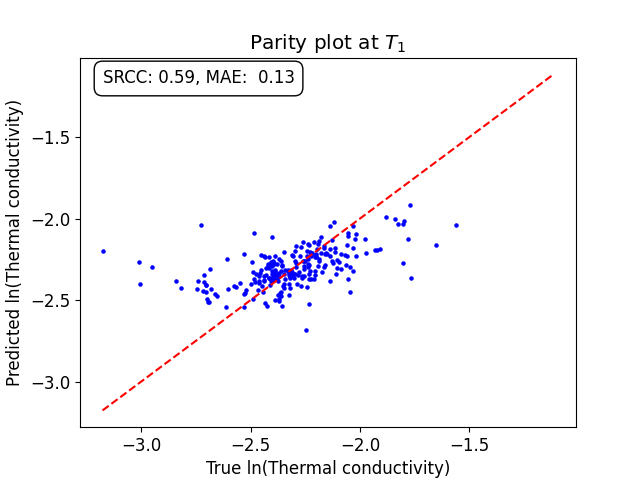 Parity plot at T₁
SRCC: 0.59, MAE:  0.13
Predicted ln(Thermal conductivity)
−1.5
−2.0
−2.5
−3.0
−3.0 −2.5 −2.0 −1.5
True ln(Thermal conductivity)